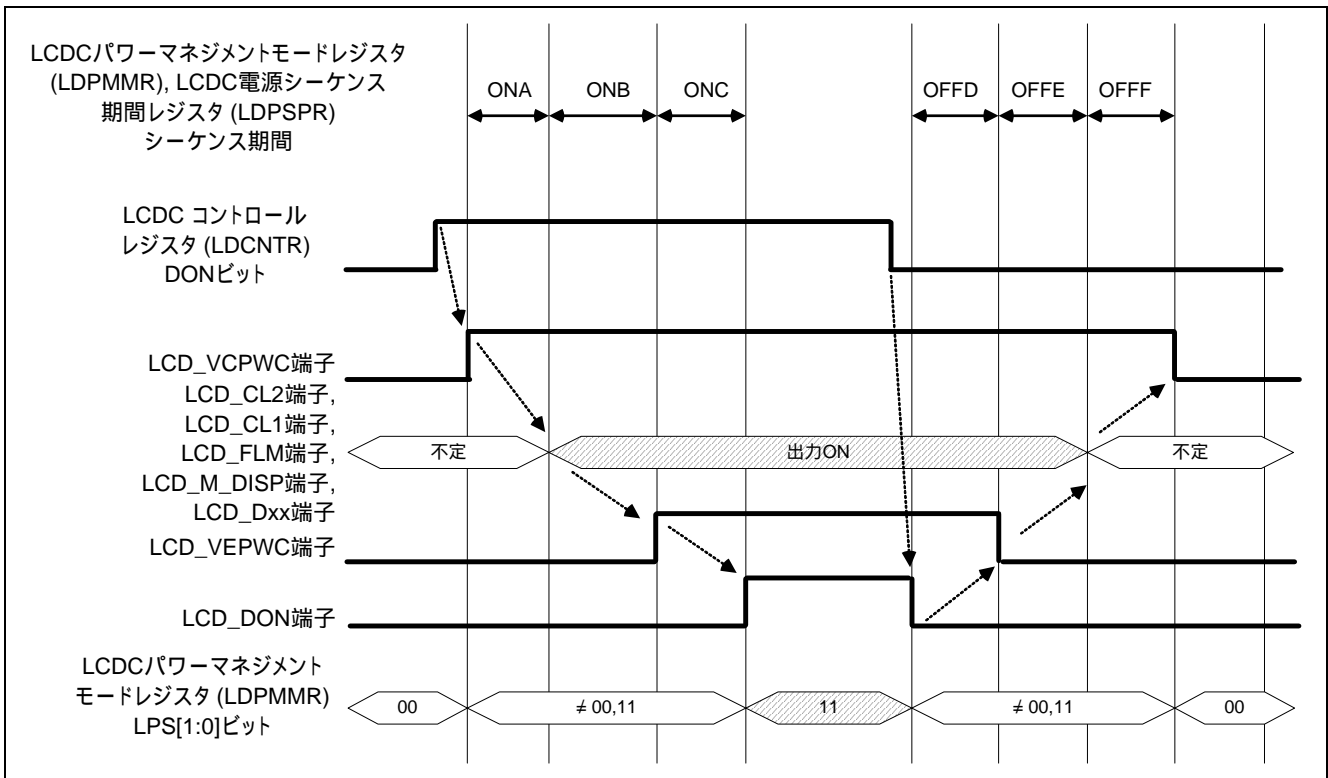 LCDCパワーマネジメントモードレジスタ
(LDPMMR), LCDC電源シーケンス
期間レジスタ (LDPSPR)
シーケンス期間
ONA ONB ONC OFFD OFFE OFFF
LCDC コントロール
レジスタ (LDCNTR)
DONビット
LCD_VCPWC端子
LCD_CL2端子,
LCD_CL1端子,
LCD_FLM端子,
LCD_M_DISP端子,
LCD_Dxx端子
不定 出力ON 不定
LCD_VEPWC端子
LCD_DON端子
LCDCパワーマネジメント
モードレジスタ (LDPMMR)
LPS[1:0]ビット
00 ≠ 00,11 11 ≠ 00,11 00